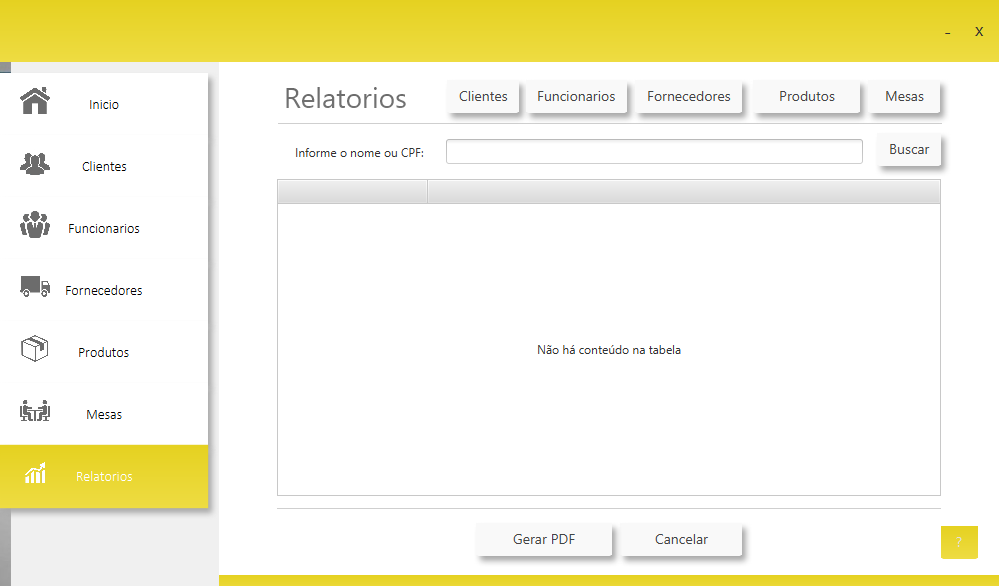 - X
Inicio
Clientes
Funcionarios
Fornecedores
Produtos
Mesas
Relatorios
Relatorios
Clientes Funcionarios Fornecedores Produtos Mesas
Informe o nome ou CPF: Buscar
Não há conteúdo na tabela
Gerar PDF Cancelar
?